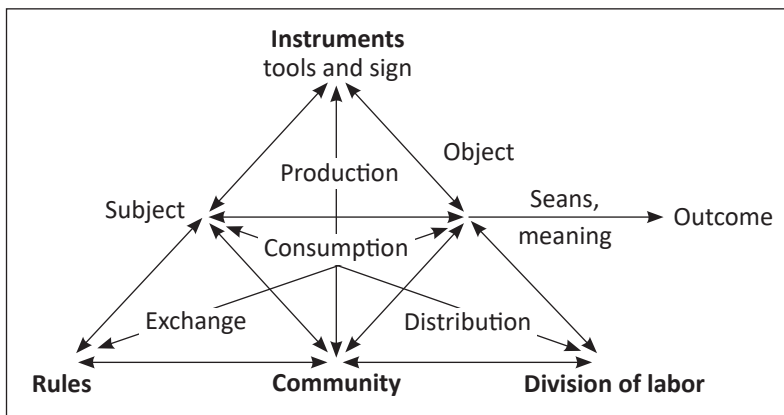 Instruments
tools and sign
Production
Object
Subject
Seans,
meaning
Outcome
Consumption
Exchange
Distribution
Rules
Community
Division of labor